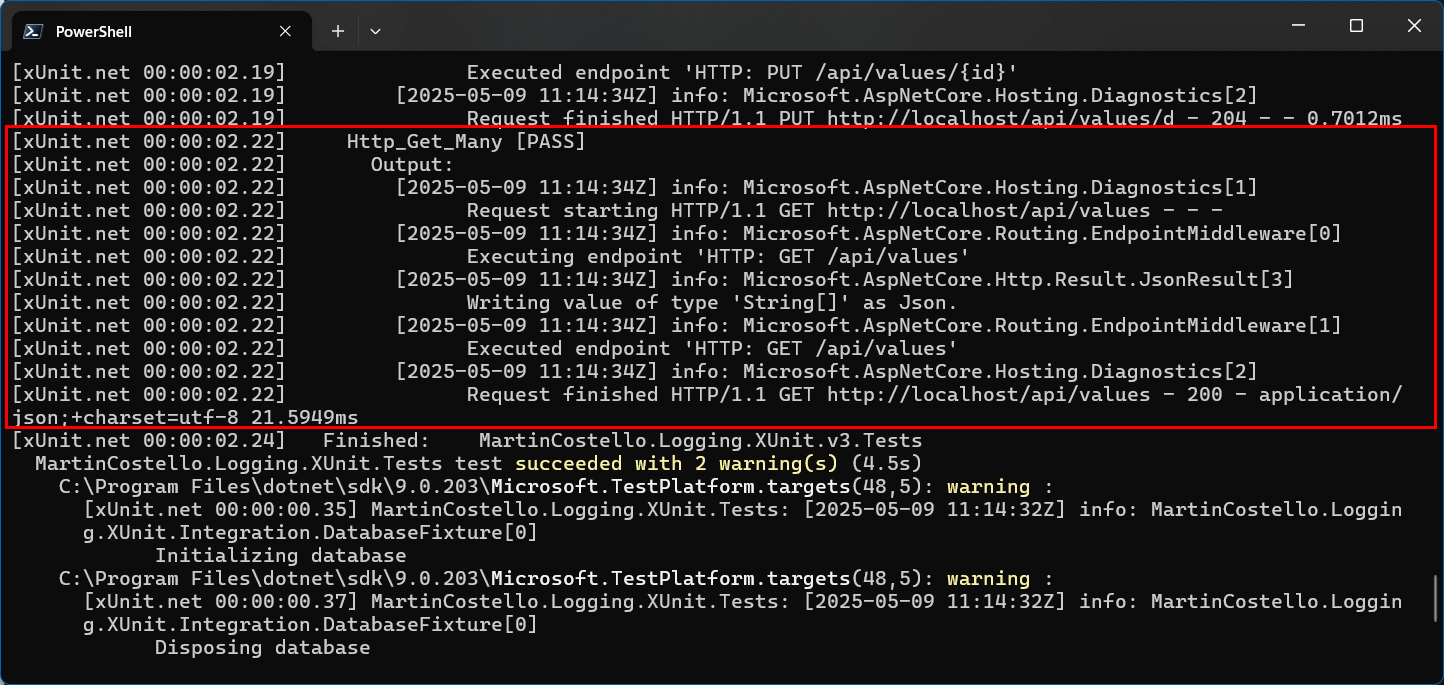 PowerShell
[xUnit.net 00:00:02.19]               Executed endpoint 'HTTP: PUT /api/values/{id}'
[xUnit.net 00:00:02.19]         [2025-05-09 11:14:34Z] info: Microsoft.AspNetCore.Hosting.Diagnostics[2]
[xUnit.net 00:00:02.19]               Request finished HTTP/1.1 PUT http://localhost/api/values/d - 204 - - 0.7012ms
[xUnit.net 00:00:02.22]     Http_Get_Many [PASS]
[xUnit.net 00:00:02.22]       Output:
[xUnit.net 00:00:02.22]         [2025-05-09 11:14:34Z] info: Microsoft.AspNetCore.Hosting.Diagnostics[1]
[xUnit.net 00:00:02.22]               Request starting HTTP/1.1 GET http://localhost/api/values - - -
[xUnit.net 00:00:02.22]         [2025-05-09 11:14:34Z] info: Microsoft.AspNetCore.Routing.EndpointMiddleware[0]
[xUnit.net 00:00:02.22]               Executing endpoint 'HTTP: GET /api/values'
[xUnit.net 00:00:02.22]         [2025-05-09 11:14:34Z] info: Microsoft.AspNetCore.Http.Result.JsonResult[3]
[xUnit.net 00:00:02.22]               Writing value of type 'String[]' as Json.
[xUnit.net 00:00:02.22]         [2025-05-09 11:14:34Z] info: Microsoft.AspNetCore.Routing.EndpointMiddleware[1]
[xUnit.net 00:00:02.22]               Executed endpoint 'HTTP: GET /api/values'
[xUnit.net 00:00:02.22]         [2025-05-09 11:14:34Z] info: Microsoft.AspNetCore.Hosting.Diagnostics[2]
[xUnit.net 00:00:02.22]               Request finished HTTP/1.1 GET http://localhost/api/values - 200 - application/
json;+charset=utf-8 21.5949ms
[xUnit.net 00:00:02.24]   Finished:    MartinCostello.Logging.XUnit.v3.Tests
  MartinCostello.Logging.XUnit.Tests test succeeded with 2 warning(s) (4.5s)
    C:\Program Files\dotnet\sdk\9.0.203\Microsoft.TestPlatform.targets(48,5): warning :
      [xUnit.net 00:00:00.35] MartinCostello.Logging.XUnit.Tests: [2025-05-09 11:14:32Z] info: MartinCostello.Loggin
      g.XUnit.Integration.DatabaseFixture[0]
            Initializing database
    C:\Program Files\dotnet\sdk\9.0.203\Microsoft.TestPlatform.targets(48,5): warning :
      [xUnit.net 00:00:00.37] MartinCostello.Logging.XUnit.Tests: [2025-05-09 11:14:32Z] info: MartinCostello.Loggin
      g.XUnit.Integration.DatabaseFixture[0]
            Disposing database